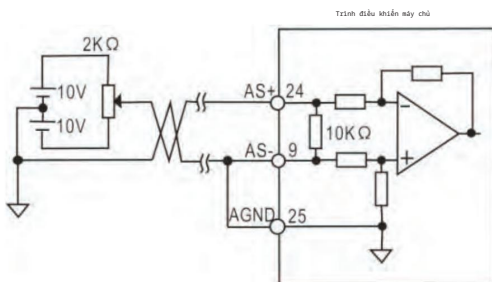 Trình điều khiển máy chủ
2KΩ
10V
10V
AS+ 24
10KΩ
AS- 9
AGND 25